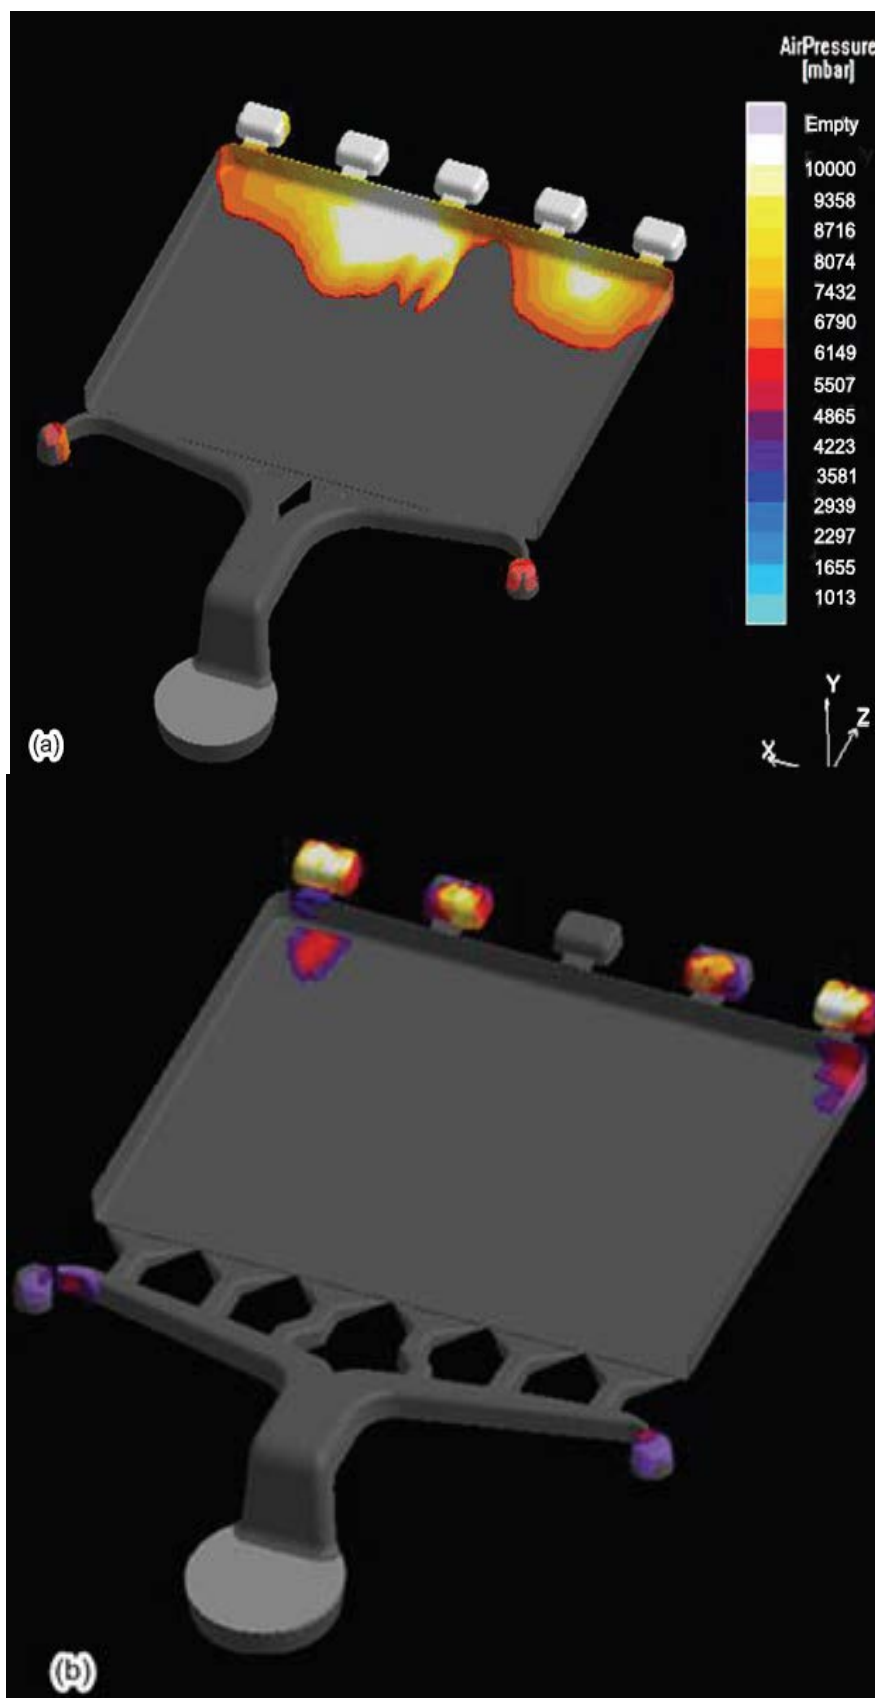 AirPressure
[mbar]
Empty
10000
9358
8716
8074
7432
6790
6149
5507
4865
4223
3581
2939
2297
1655
1013
Y
Z
X
(a)
(b)